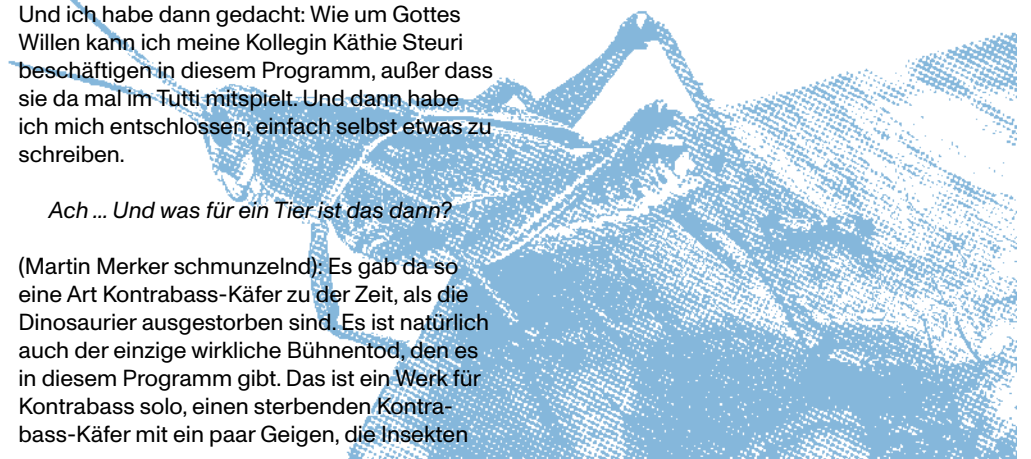 Und ich habe dann gedacht: Wie um Gottes
Willen kann ich meine Kollegin Käthie Steuri
beschäftigen in diesem Programm, außer dass
sie da mal im Tutti mitspielt. Und dann habe
ich mich entschlossen, einfach selbst etwas zu
schreiben.
Ach ... Und was für ein Tier ist das dann?
(Martin Merker schmunzelnd): Es gab da so
eine Art Kontrabass-Käfer zu der Zeit, als die
Dinosaurier ausgestorben sind. Es ist natürlich
auch der einzige wirkliche Bühnentod, den es
in diesem Programm gibt. Das ist ein Werk für
Kontrabass solo, einen sterbenden Kontra-
bass-Käfer mit ein paar Geigen, die Insekten